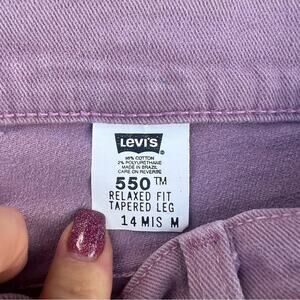 LEVI'S
98% COTTON
2% POLYURETHANE
MADE IN BRAZIL
CARE ON REVERSE
550™
RELAXED FIT
TAPERED LEG
14 MIS M